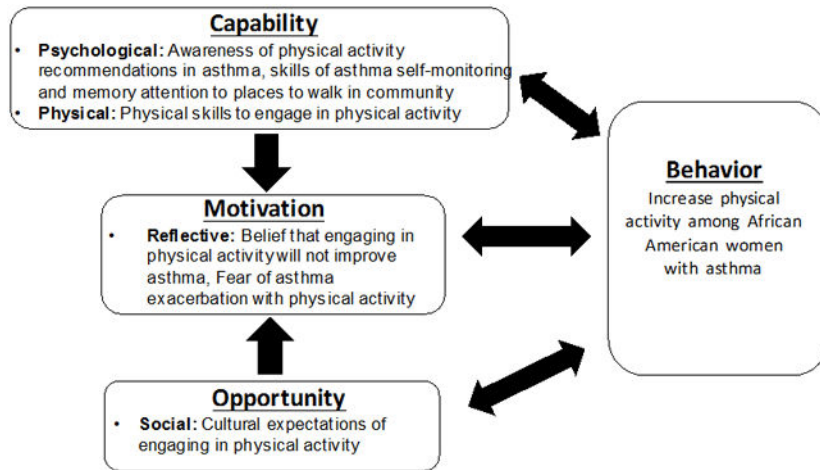 Capability
• Psychological: Awareness of physical activity
recommendations in asthma, skills of asthma self-monitoring
and memory attention to places to walk in community
• Physical: Physical skills to engage in physical activity
Motivation
• Reflective: Belief that engaging in
physical activity will not improve
asthma, Fear of asthma
exacerbation with physical activity
Opportunity
• Social: Cultural expectations of
engaging in physical activity
Behavior
Increase physical
activity among African
American women
with asthma